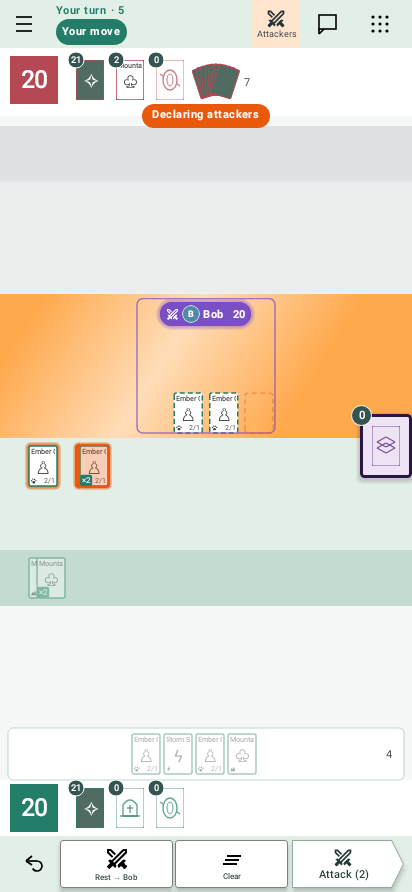 Your turn · 5
Your move
Attackers
20
21
2
Mounta
0
7
Declaring attackers
B Bob 20
Ember (
2/1
Ember (
2/1
0
Ember (
2/1
Ember (
×2 2/1
M Mounta
×2
Ember (
2/1
Storm S
Ember (
2/1
Mounta
4
20
21
0
0
Rest → Bob
Clear
Attack (2)